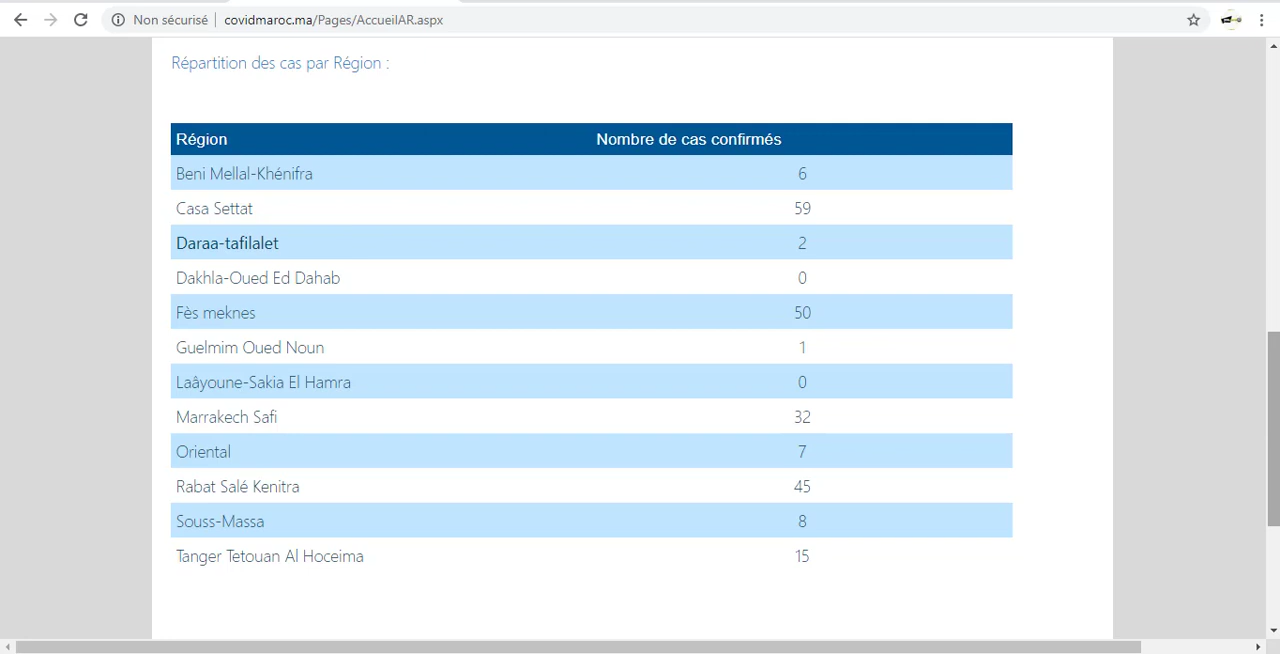 Non sécurisé covidmaroc.ma/Pages/AccueilAR.aspx
Répartition des cas par Région :
Région Nombre de cas confirmés
Beni Mellal-Khénifra 6
Casa Settat 59
Daraa-tafilalet 2
Dakhla-Oued Ed Dahab 0
Fès meknes 50
Guelmim Oued Noun 1
Laâyoune-Sakia El Hamra 0
Marrakech Safi 32
Oriental 7
Rabat Salé Kenitra 45
Souss-Massa 8
Tanger Tetouan Al Hoceima 15